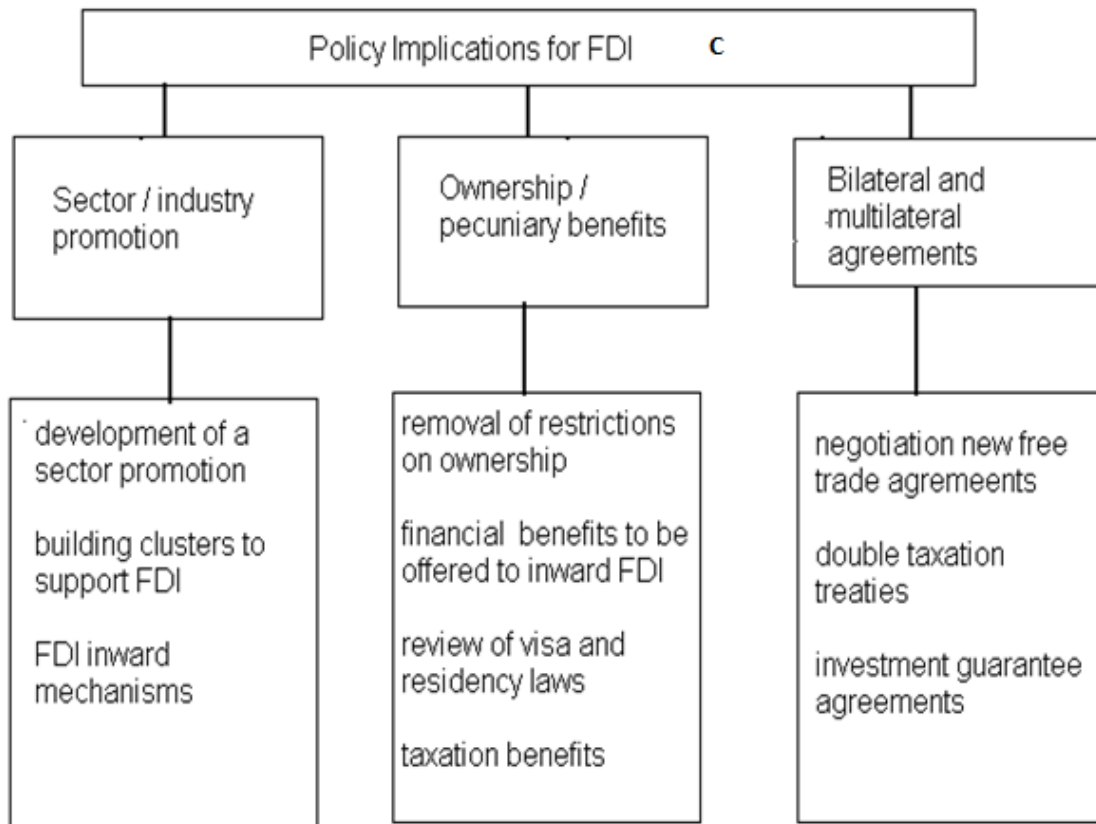 Policy Implications for FDI C
Sector / industry
promotion
Ownership /
pecuniary benefits
Bilateral and
multilateral
agreements
development of a
sector promotion
building clusters to
support FDI
FDI inward
mechanisms
removal of restrictions
on ownership
financial benefits to be
offered to inward FDI
review of visa and
residency laws
taxation benefits
negotiation new free
trade agremeents
double taxation
treaties
investment guarantee
agreements